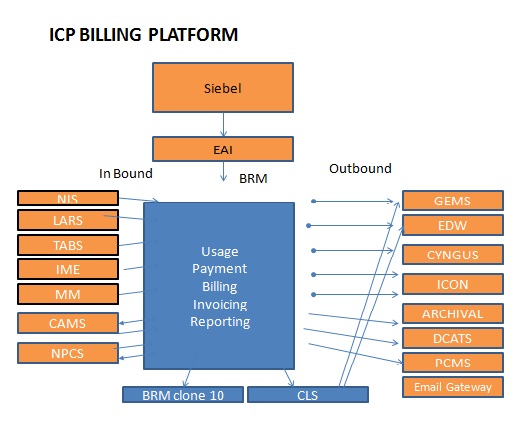 ICP BILLING PLATFORM
Siebel
EAI
In Bound
BRM
Outbound
NIS
LARS
TABS
IME
MM
CAMS
NPCS
Usage
Payment
Billing
Invoicing
Reporting
GEMS
EDW
CYNGUS
ICON
ARCHIVAL
DCATS
PCMS
Email Gateway
BRM clone 10
CLS